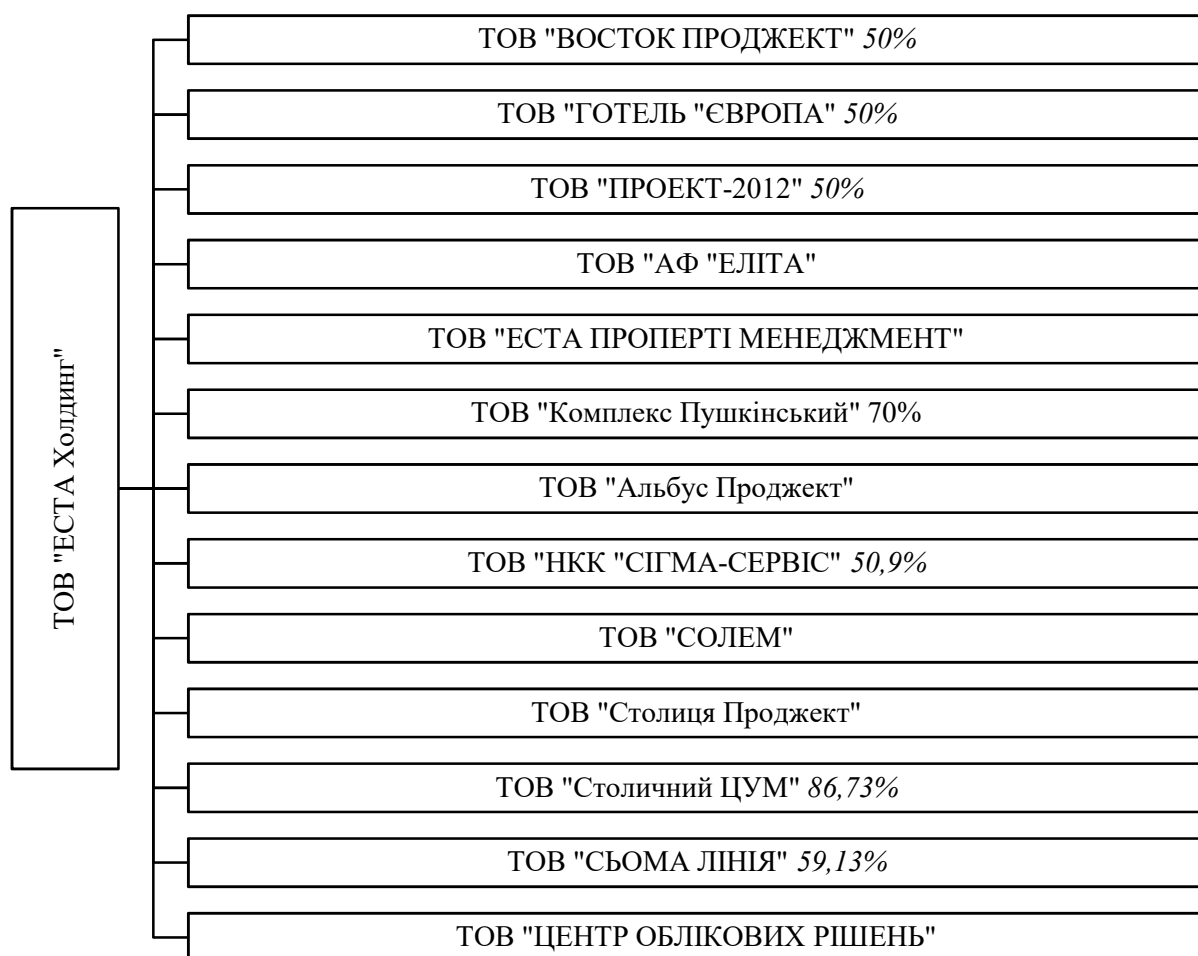 ТОВ "ЕСТА Холдинг"
ТОВ "ВОСТОК ПРОДЖЕКТ" 50%
ТОВ "ГОТЕЛЬ "ЄВРОПА" 50%
ТОВ "ПРОЕКТ-2012" 50%
ТОВ "АФ "ЕЛІТА"
ТОВ "ЕСТА ПРОПЕРТІ МЕНЕДЖМЕНТ"
ТОВ "Комплекс Пушкінський" 70%
ТОВ "Альбус Проджект"
ТОВ "НКК "СІГМА-СЕРВІС" 50,9%
ТОВ "СОЛЕМ"
ТОВ "Столиця Проджект"
ТОВ "Столичний ЦУМ" 86,73%
ТОВ "СЬОМА ЛІНІЯ" 59,13%
ТОВ "ЦЕНТР ОБЛІКОВИХ РІШЕНЬ"